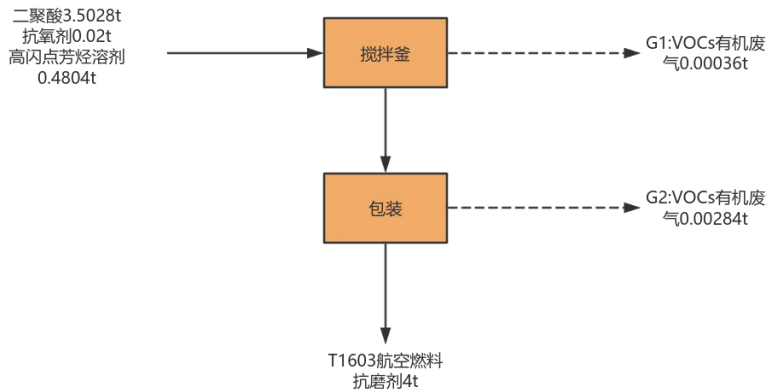 二聚酸3.5028t
抗氧剂0.02t
高闪点芳烃溶剂
0.4804t
搅拌釜
G1:VOCs有机废
气0.00036t
包装
G2:VOCs有机废
气0.00284t
T1603航空燃料
抗磨剂4t